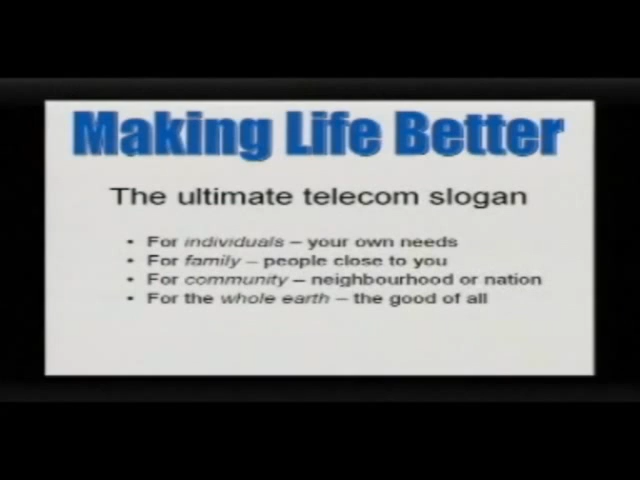 Making Life Better
The ultimate telecom slogan
• For individuals – your own needs
• For family – people close to you
• For community – neighbourhood or nation
• For the whole earth – the good of all